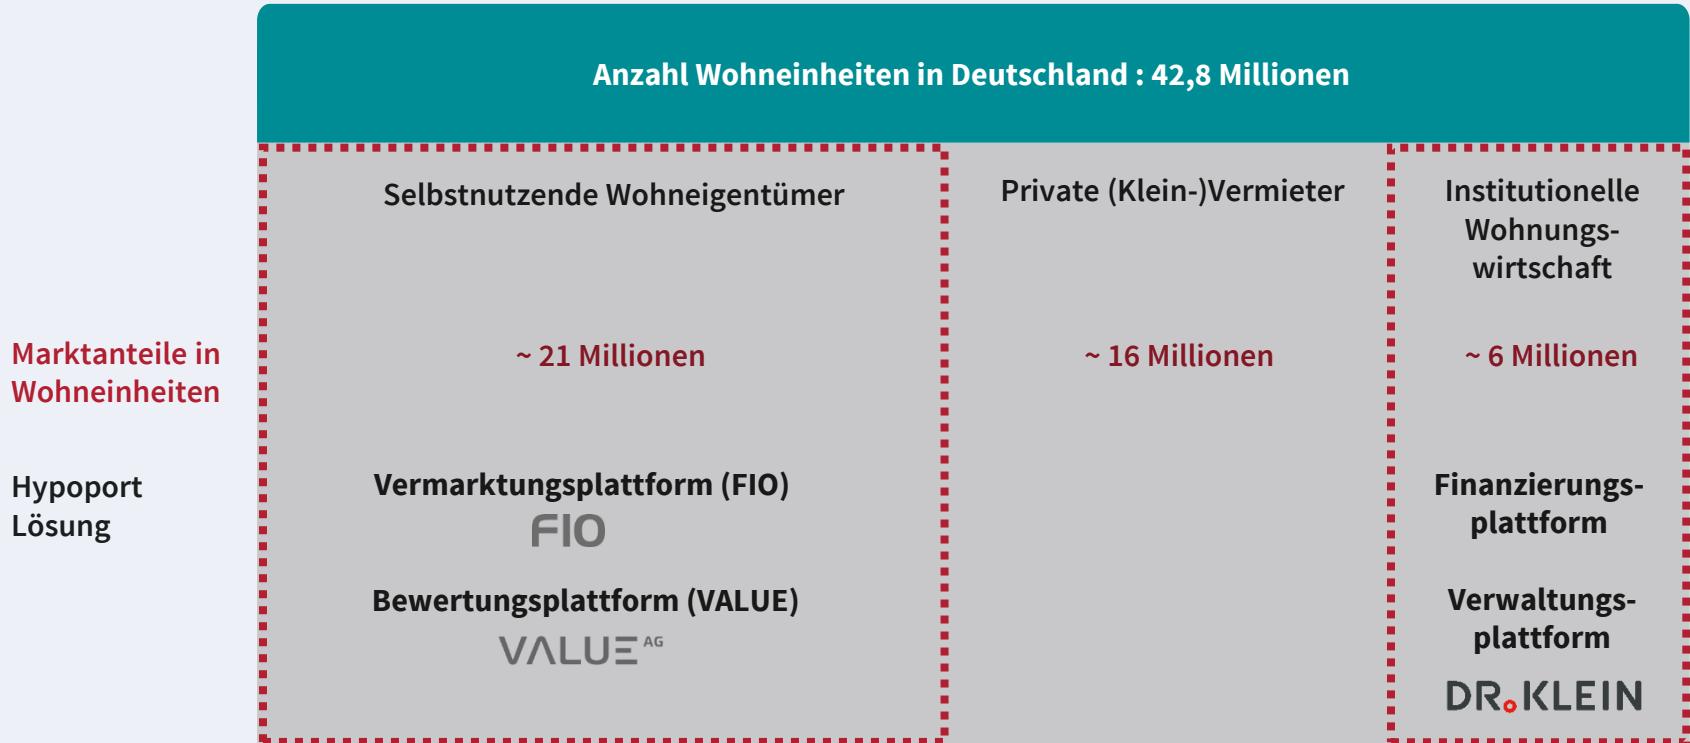 Anzahl Wohneinheiten in Deutschland : 42,8 Millionen
Selbstnutzende Wohneigentümer
Private (Klein-)Vermieter
Institutionelle
Wohnungs-
wirtschaft
Marktanteile in
Wohneinheiten
~ 21 Millionen
~ 16 Millionen
~ 6 Millionen
Hypoport
Lösung
Vermarktungsplattform (FIO)
FIO
Bewertungsplattform (VALUE)
VALUE AG
Finanzierungs-
plattform
Verwaltungs-
plattform
DR.KLEIN